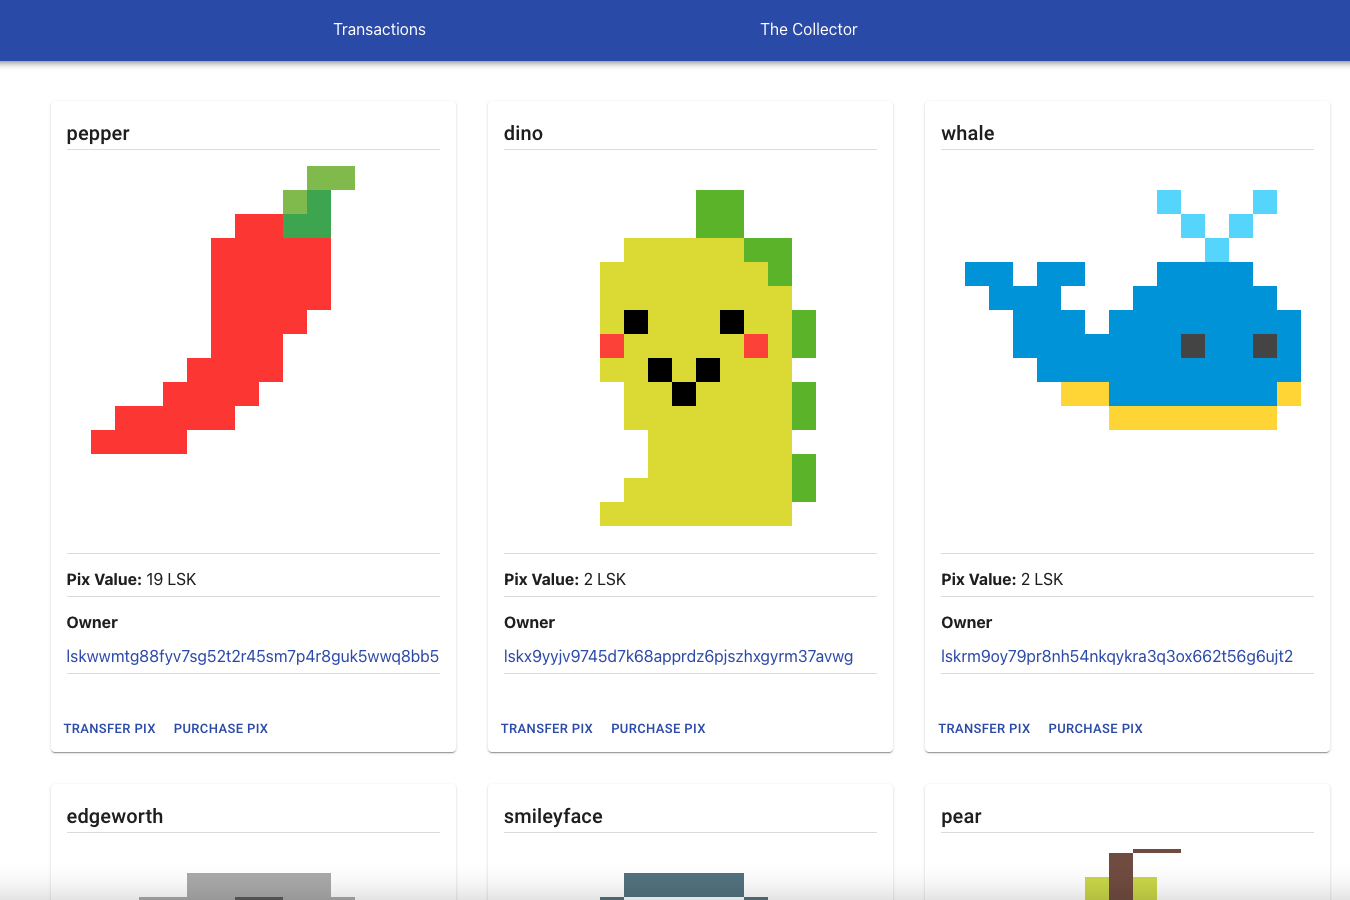 Transactions The Collector
pepper
Pix Value: 19 LSK
Owner
lskwwmtg88fyv7sg52t2r45sm7p4r8guk5wwq8bb5
TRANSFER PIX PURCHASE PIX
dino
Pix Value: 2 LSK
Owner
lskx9yyjv9745d7k68apprdz6pjszhxgyrm37avwg
TRANSFER PIX PURCHASE PIX
whale
Pix Value: 2 LSK
Owner
lskrm9oy79pr8nh54nkqykra3q3ox662t56g6ujt2
TRANSFER PIX PURCHASE PIX
edgeworth
smileyface
pear